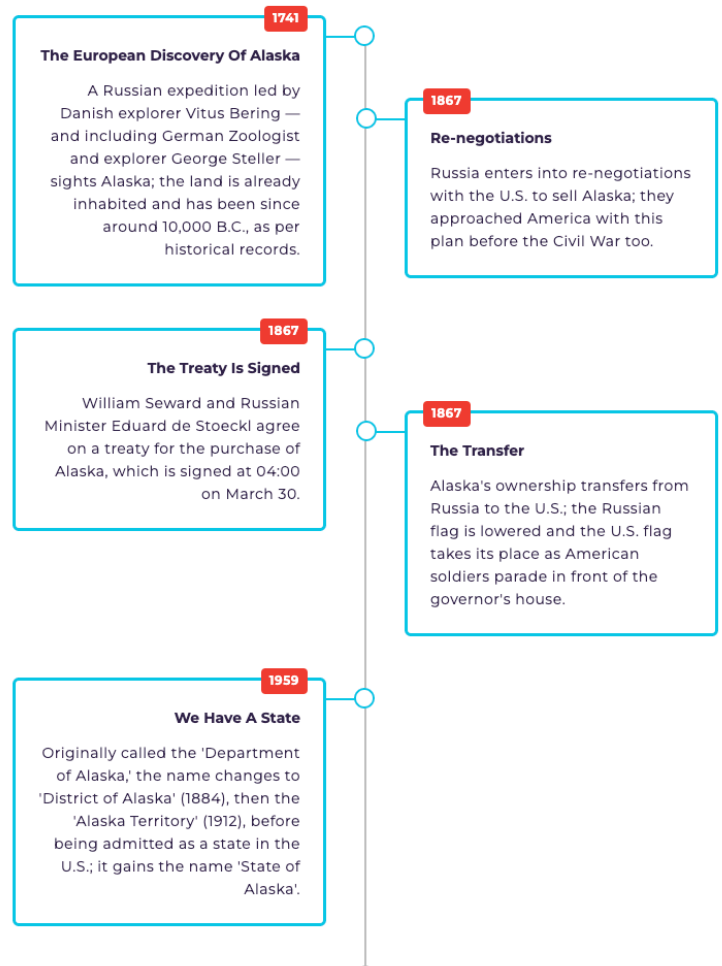 1741
The European Discovery Of Alaska
A Russian expedition led by
Danish explorer Vitus Bering —
and including German Zoologist
and explorer George Steller —
sights Alaska; the land is already
inhabited and has been since
around 10,000 B.C., as per
historical records.
1867
Re-negotiations
Russia enters into re-negotiations
with the U.S. to sell Alaska; they
approached America with this
plan before the Civil War too.
1867
The Treaty Is Signed
William Seward and Russian
Minister Eduard de Stoeckl agree
on a treaty for the purchase of
Alaska, which is signed at 04:00
on March 30.
1867
The Transfer
Alaska's ownership transfers from
Russia to the U.S.; the Russian
flag is lowered and the U.S. flag
takes its place as American
soldiers parade in front of the
governor's house.
1959
We Have A State
Originally called the 'Department
of Alaska,' the name changes to
'District of Alaska' (1884), then the
'Alaska Territory' (1912), before
being admitted as a state in the
U.S.; it gains the name 'State of
Alaska'.